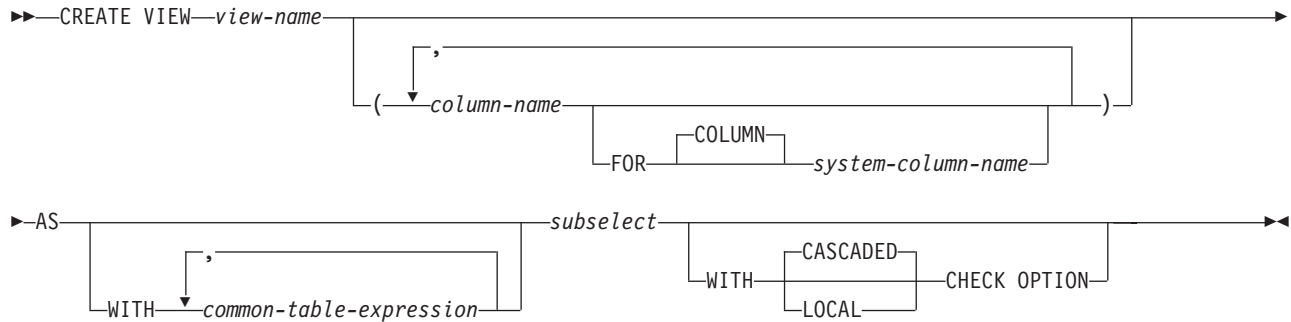 CREATE VIEW view-name
,
( column-name )
COLUMN
FOR system-column-name
AS subselect
, CASCADED
WITH common-table-expression WITH CHECK OPTION
LOCAL